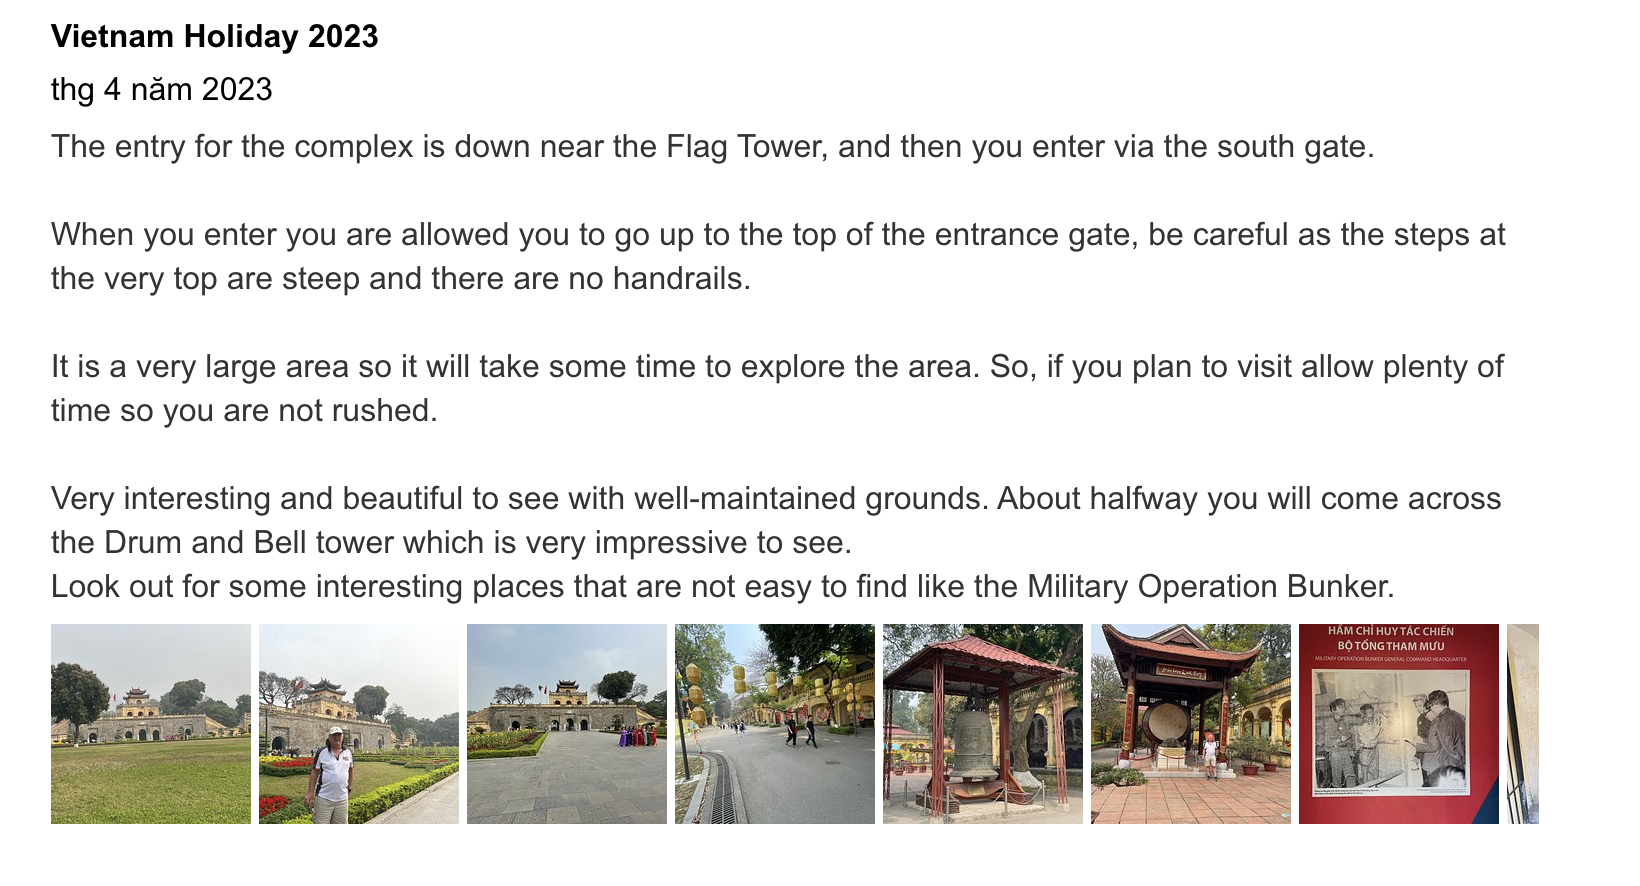 Vietnam Holiday 2023
thg 4 năm 2023
The entry for the complex is down near the Flag Tower, and then you enter via the south gate.
When you enter you are allowed you to go up to the top of the entrance gate, be careful as the steps at
the very top are steep and there are no handrails.
It is a very large area so it will take some time to explore the area. So, if you plan to visit allow plenty of
time so you are not rushed.
Very interesting and beautiful to see with well-maintained grounds. About halfway you will come across
the Drum and Bell tower which is very impressive to see.
Look out for some interesting places that are not easy to find like the Military Operation Bunker.
HẦM CHỈ HUY TÁC CHIẾN
BỘ TỔNG THAM MƯU
MILITARY OPERATION BUNKER GENERAL COMMAND HEADQUARTER